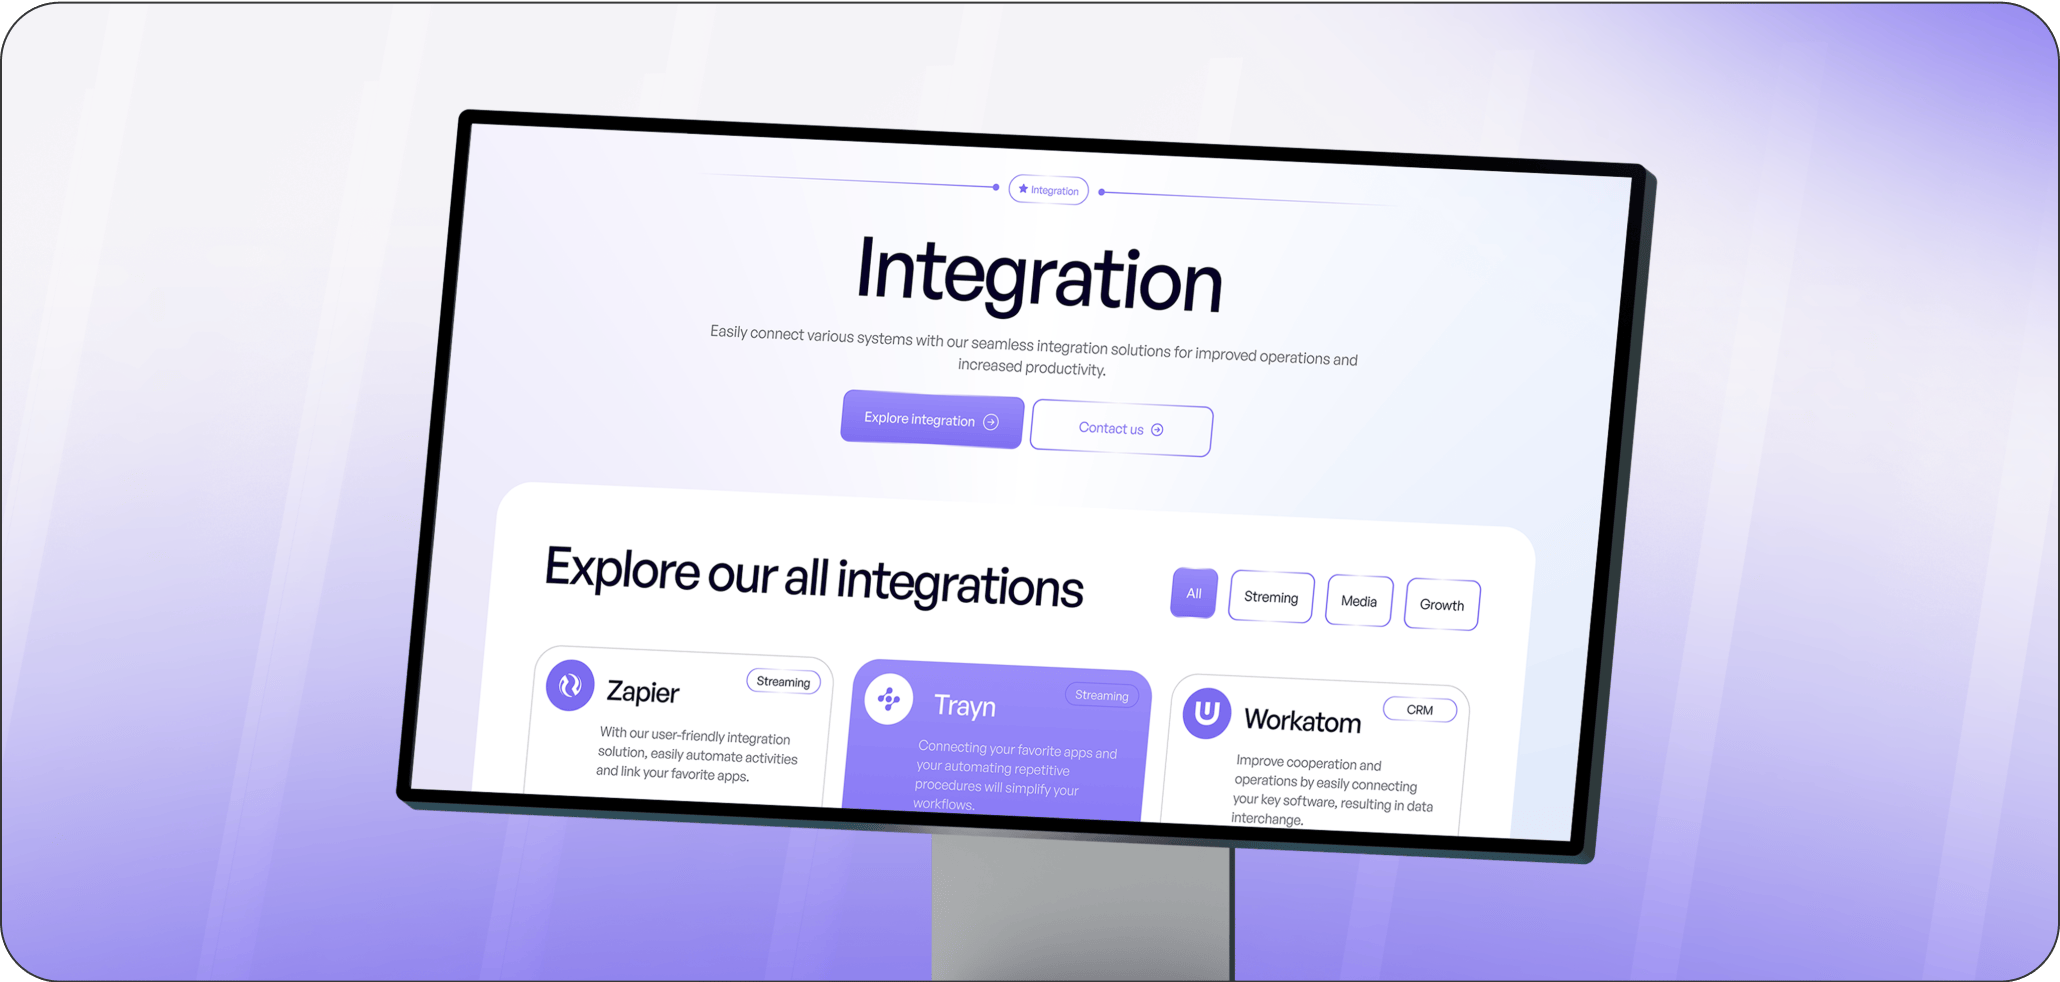 Integration
Integration
Easily connect various systems with our seamless integration solutions for improved operations and
increased productivity.
Explore integration
Contact us
Explore our all integrations
All
Streming
Media
Growth
Zapier
Streaming
With our user-friendly integration
solution, easily automate activities
and link your favorite apps.
Trayn
Streaming
Connecting your favorite apps and
your automating repetitive
procedures will simplify your
workflows.
Workatom
CRM
Improve cooperation and
operations by easily connecting
your key software, resulting in data
interchange.